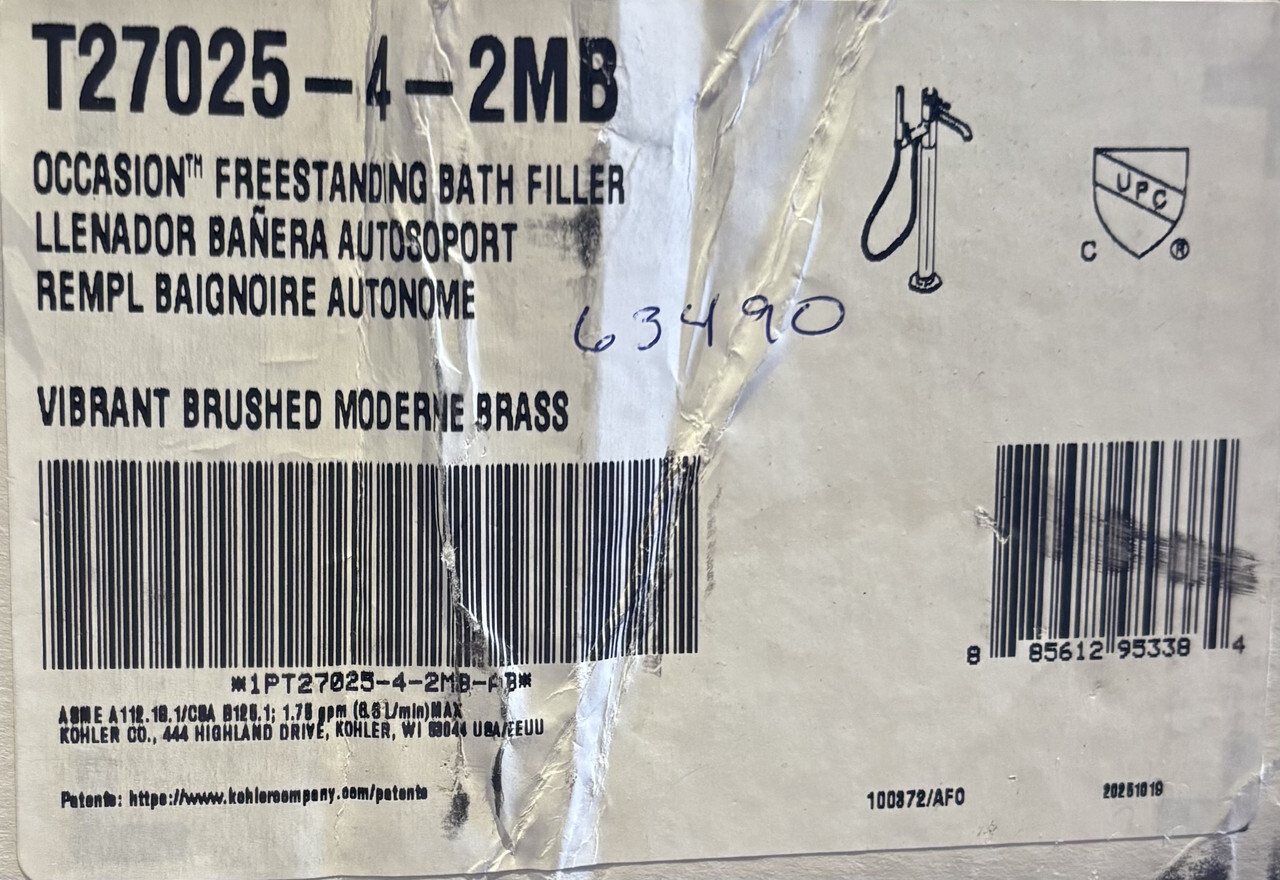 T27025-4-2MB
OCCASION™ FREESTANDING BATH FILLER
LLENADOR BAÑERA AUTOSOPORT
REMPL BAIGNOIRE AUTONOME
63490
UPC
C ®
VIBRANT BRUSHED MODERNE BRASS
*1PT27025-4-2MB-AB*
8 85612 95338 4
ASME A112.18.1/CSA B125.1; 1.75 gpm (6.6 L/min)MAX
KOHLER CO., 444 HIGHLAND DRIVE, KOHLER, WI 53044 USA/EEUU
Patents: https://www.kohlercompany.com/patents
100372/AFO
20251019